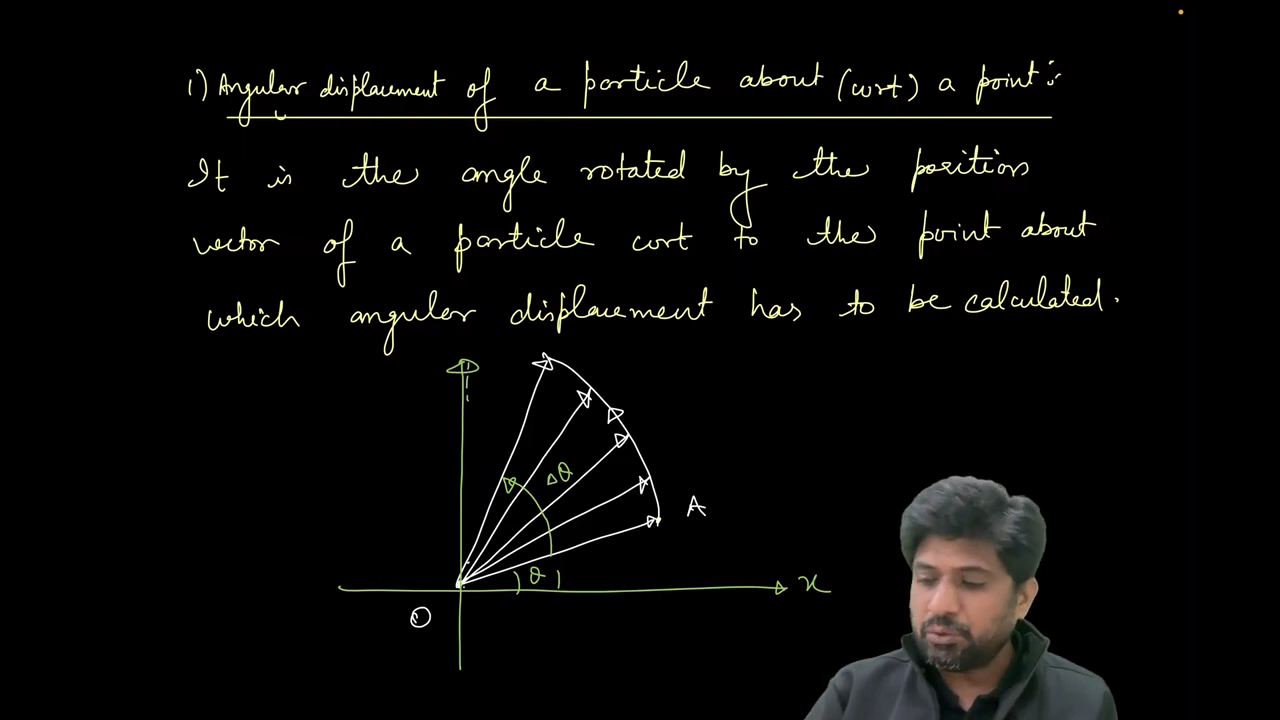 1) Angular displacement of a particle about (wrt) a point :-
It is the angle rotated by the position
vector of a particle wrt to the point about
which angular displacement has to be calculated.
Δθ
A
θ
x
O